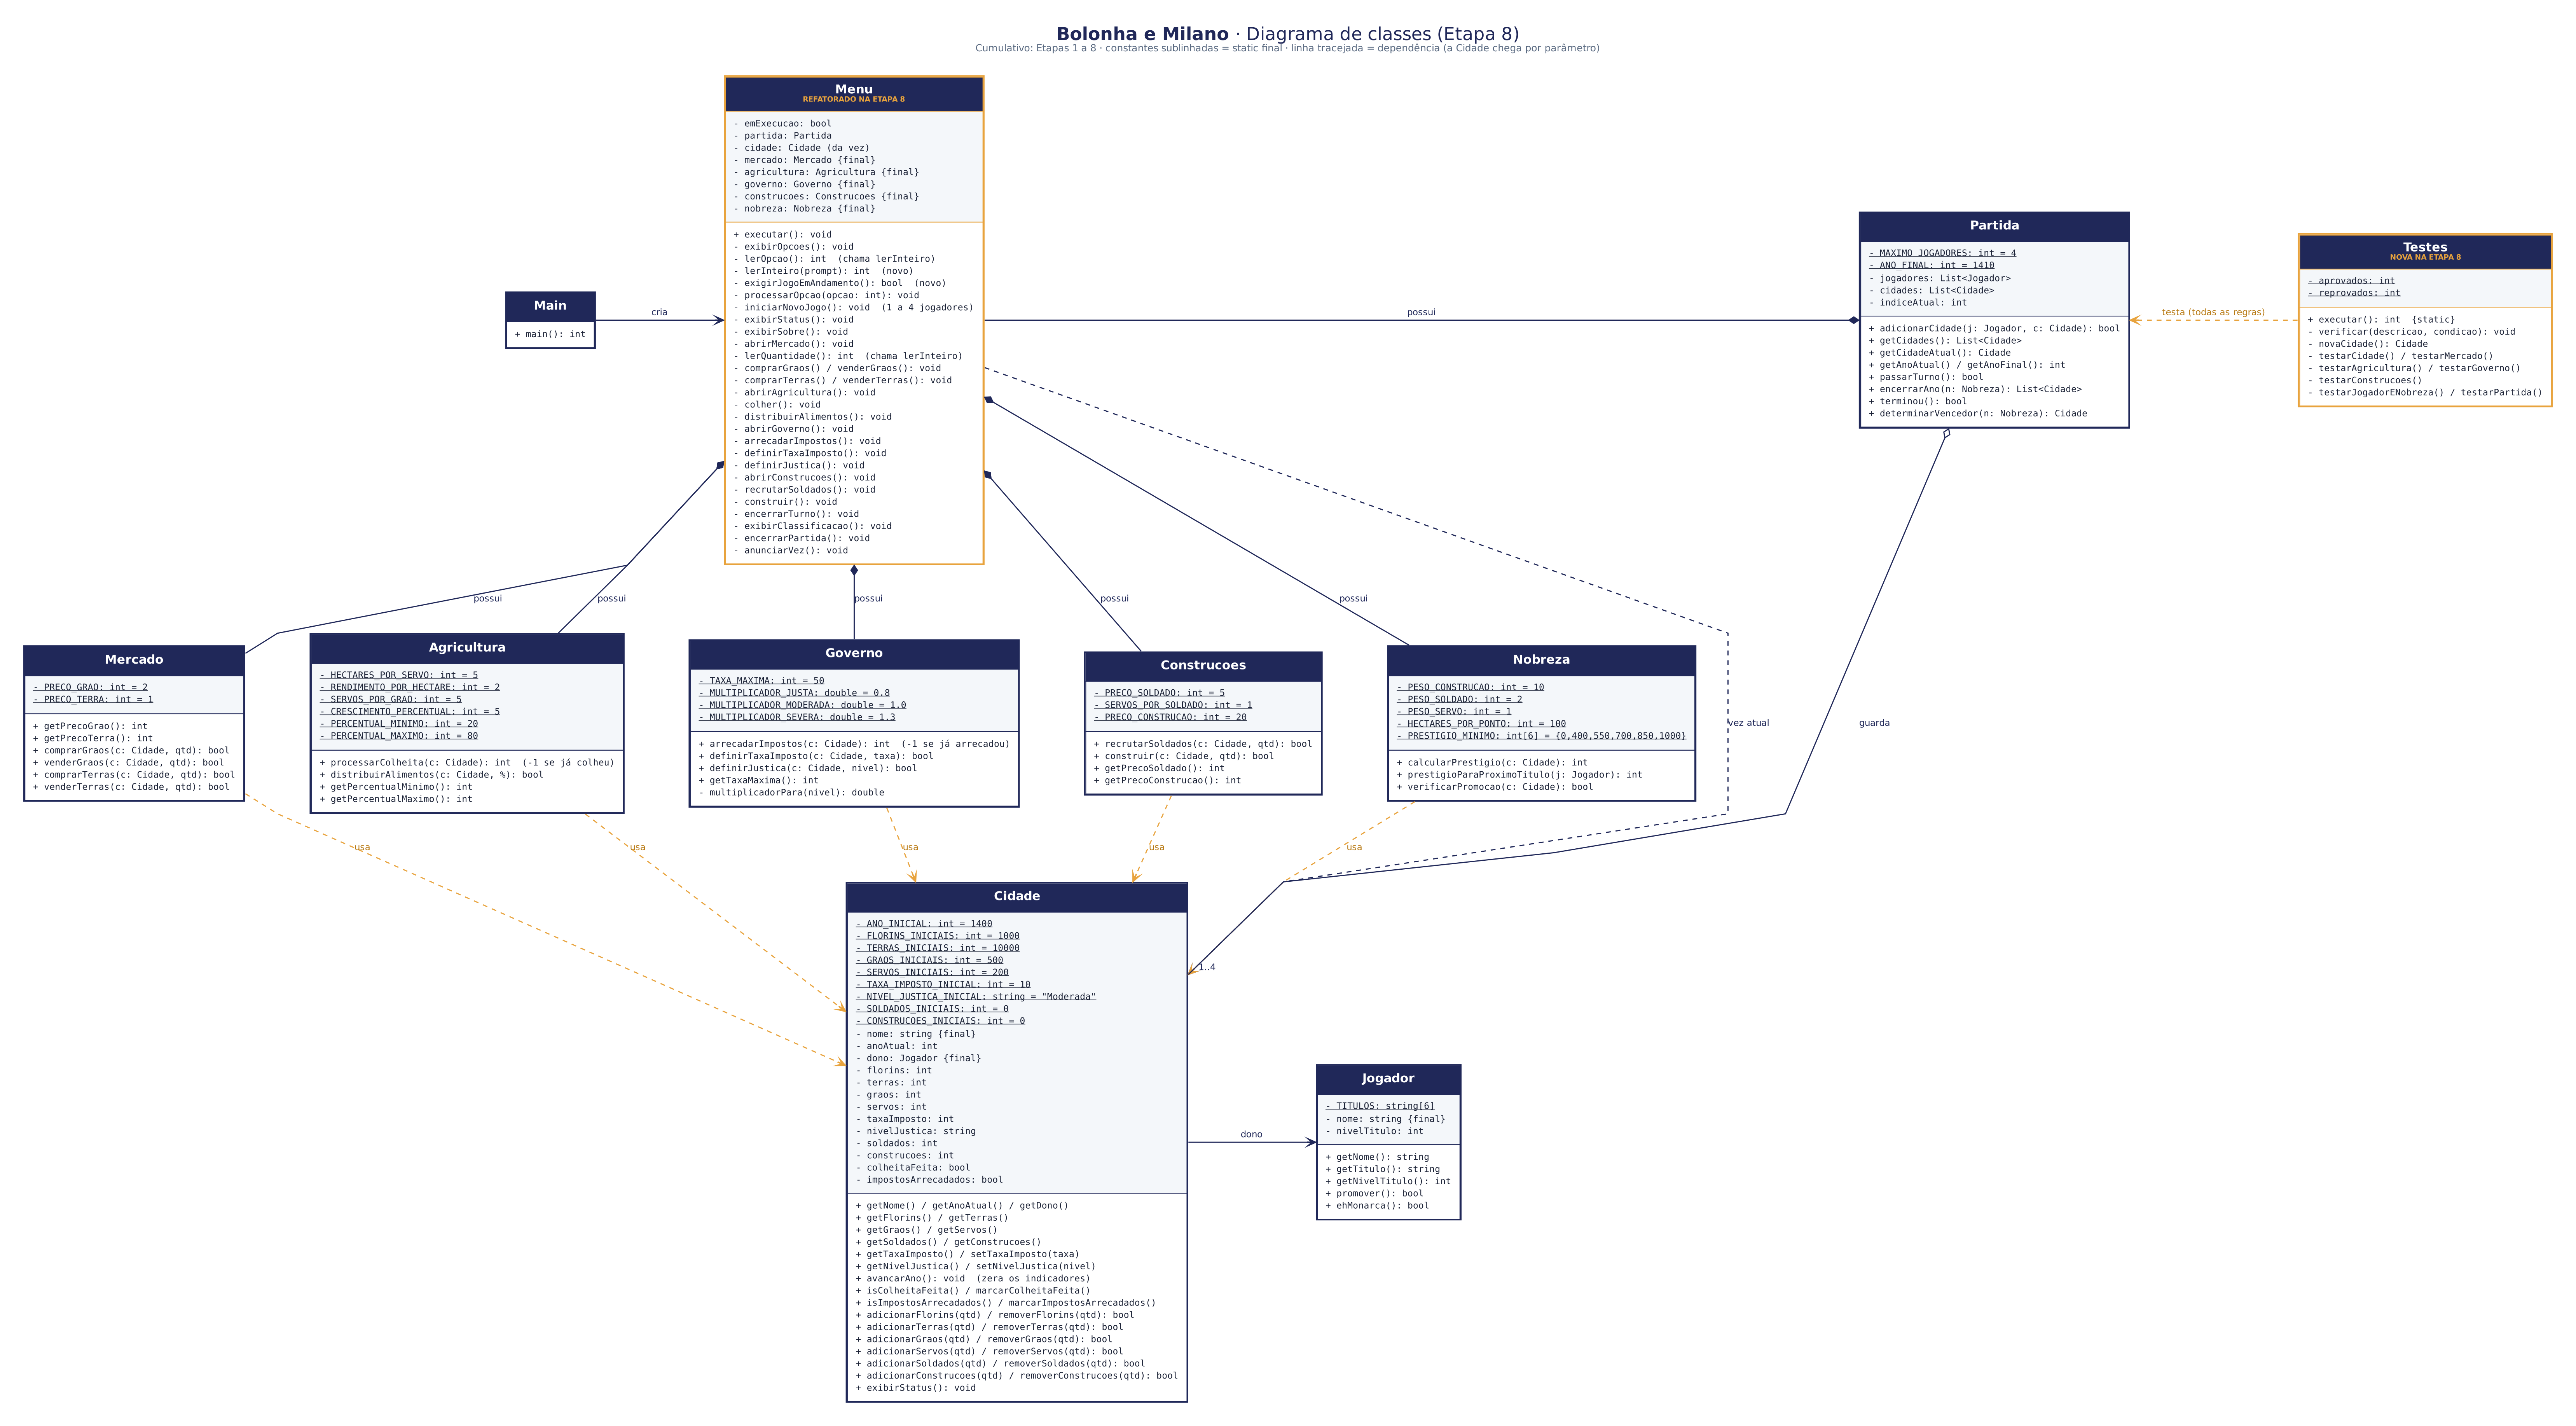 Bolonha e Milano · Diagrama de classes (Etapa 8)
Cumulativo: Etapas 1 a 8 · constantes sublinhadas = static final · linha tracejada = dependência (a Cidade chega por parâmetro)
Menu
REFATORADO NA ETAPA 8
- emExecucao: bool
- partida: Partida
- cidade: Cidade (da vez)
- mercado: Mercado {final}
- agricultura: Agricultura {final}
- governo: Governo {final}
- construcoes: Construcoes {final}
- nobreza: Nobreza {final}
+ executar(): void
- exibirOpcoes(): void
- lerOpcao(): int  (chama lerInteiro)
- lerInteiro(prompt): int  (novo)
- exigirJogoEmAndamento(): bool  (novo)
- processarOpcao(opcao: int): void
- iniciarNovoJogo(): void  (1 a 4 jogadores)
- exibirStatus(): void
- exibirSobre(): void
- abrirMercado(): void
- lerQuantidade(): int  (chama lerInteiro)
- comprarGraos() / venderGraos(): void
- comprarTerras() / venderTerras(): void
- abrirAgricultura(): void
- colher(): void
- distribuirAlimentos(): void
- abrirGoverno(): void
- arrecadarImpostos(): void
- definirTaxaImposto(): void
- definirJustica(): void
- abrirConstrucoes(): void
- recrutarSoldados(): void
- construir(): void
- encerrarTurno(): void
- exibirClassificacao(): void
- encerrarPartida(): void
- anunciarVez(): void
Main
+ main(): int
cria
possui
Partida
- MAXIMO_JOGADORES: int = 4
- ANO_FINAL: int = 1410
- jogadores: List<Jogador>
- cidades: List<Cidade>
- indiceAtual: int
+ adicionarCidade(j: Jogador, c: Cidade): bool
+ getCidades(): List<Cidade>
+ getCidadeAtual(): Cidade
+ getAnoAtual() / getAnoFinal(): int
+ passarTurno(): bool
+ encerrarAno(n: Nobreza): List<Cidade>
+ terminou(): bool
+ determinarVencedor(n: Nobreza): Cidade
testa (todas as regras)
Testes
NOVA NA ETAPA 8
- aprovados: int
- reprovados: int
+ executar(): int  {static}
- verificar(descricao, condicao): void
- novaCidade(): Cidade
- testarCidade() / testarMercado()
- testarAgricultura() / testarGoverno()
- testarConstrucoes()
- testarJogadorENobreza() / testarPartida()
possui
possui
possui
possui
possui
Mercado
- PRECO_GRAO: int = 2
- PRECO_TERRA: int = 1
+ getPrecoGrao(): int
+ getPrecoTerra(): int
+ comprarGraos(c: Cidade, qtd): bool
+ venderGraos(c: Cidade, qtd): bool
+ comprarTerras(c: Cidade, qtd): bool
+ venderTerras(c: Cidade, qtd): bool
Agricultura
- HECTARES_POR_SERVO: int = 5
- RENDIMENTO_POR_HECTARE: int = 2
- SERVOS_POR_GRAO: int = 5
- CRESCIMENTO_PERCENTUAL: int = 5
- PERCENTUAL_MINIMO: int = 20
- PERCENTUAL_MAXIMO: int = 80
+ processarColheita(c: Cidade): int  (-1 se já colheu)
+ distribuirAlimentos(c: Cidade, %): bool
+ getPercentualMinimo(): int
+ getPercentualMaximo(): int
Governo
- TAXA_MAXIMA: int = 50
- MULTIPLICADOR_JUSTA: double = 0.8
- MULTIPLICADOR_MODERADA: double = 1.0
- MULTIPLICADOR_SEVERA: double = 1.3
+ arrecadarImpostos(c: Cidade): int  (-1 se já arrecadou)
+ definirTaxaImposto(c: Cidade, taxa): bool
+ definirJustica(c: Cidade, nivel): bool
+ getTaxaMaxima(): int
- multiplicadorPara(nivel): double
Construcoes
- PRECO_SOLDADO: int = 5
- SERVOS_POR_SOLDADO: int = 1
- PRECO_CONSTRUCAO: int = 20
+ recrutarSoldados(c: Cidade, qtd): bool
+ construir(c: Cidade, qtd): bool
+ getPrecoSoldado(): int
+ getPrecoConstrucao(): int
Nobreza
- PESO_CONSTRUCAO: int = 10
- PESO_SOLDADO: int = 2
- PESO_SERVO: int = 1
- HECTARES_POR_PONTO: int = 100
- PRESTIGIO_MINIMO: int[6] = {0,400,550,700,850,1000}
+ calcularPrestigio(c: Cidade): int
+ prestigioParaProximoTitulo(j: Jogador): int
+ verificarPromocao(c: Cidade): bool
vez atual
guarda
usa
usa
usa
usa
usa
Cidade
- ANO_INICIAL: int = 1400
- FLORINS_INICIAIS: int = 1000
- TERRAS_INICIAIS: int = 10000
- GRAOS_INICIAIS: int = 500
- SERVOS_INICIAIS: int = 200
- TAXA_IMPOSTO_INICIAL: int = 10
- NIVEL_JUSTICA_INICIAL: string = "Moderada"
- SOLDADOS_INICIAIS: int = 0
- CONSTRUCOES_INICIAIS: int = 0
- nome: string {final}
- anoAtual: int
- dono: Jogador {final}
- florins: int
- terras: int
- graos: int
- servos: int
- taxaImposto: int
- nivelJustica: string
- soldados: int
- construcoes: int
- colheitaFeita: bool
- impostosArrecadados: bool
+ getNome() / getAnoAtual() / getDono()
+ getFlorins() / getTerras()
+ getGraos() / getServos()
+ getSoldados() / getConstrucoes()
+ getTaxaImposto() / setTaxaImposto(taxa)
+ getNivelJustica() / setNivelJustica(nivel)
+ avancarAno(): void  (zera os indicadores)
+ isColheitaFeita() / marcarColheitaFeita()
+ isImpostosArrecadados() / marcarImpostosArrecadados()
+ adicionarFlorins(qtd) / removerFlorins(qtd): bool
+ adicionarTerras(qtd) / removerTerras(qtd): bool
+ adicionarGraos(qtd) / removerGraos(qtd): bool
+ adicionarServos(qtd) / removerServos(qtd): bool
+ adicionarSoldados(qtd) / removerSoldados(qtd): bool
+ adicionarConstrucoes(qtd) / removerConstrucoes(qtd): bool
+ exibirStatus(): void
1..4
dono
Jogador
- TITULOS: string[6]
- nome: string {final}
- nivelTitulo: int
+ getNome(): string
+ getTitulo(): string
+ getNivelTitulo(): int
+ promover(): bool
+ ehMonarca(): bool